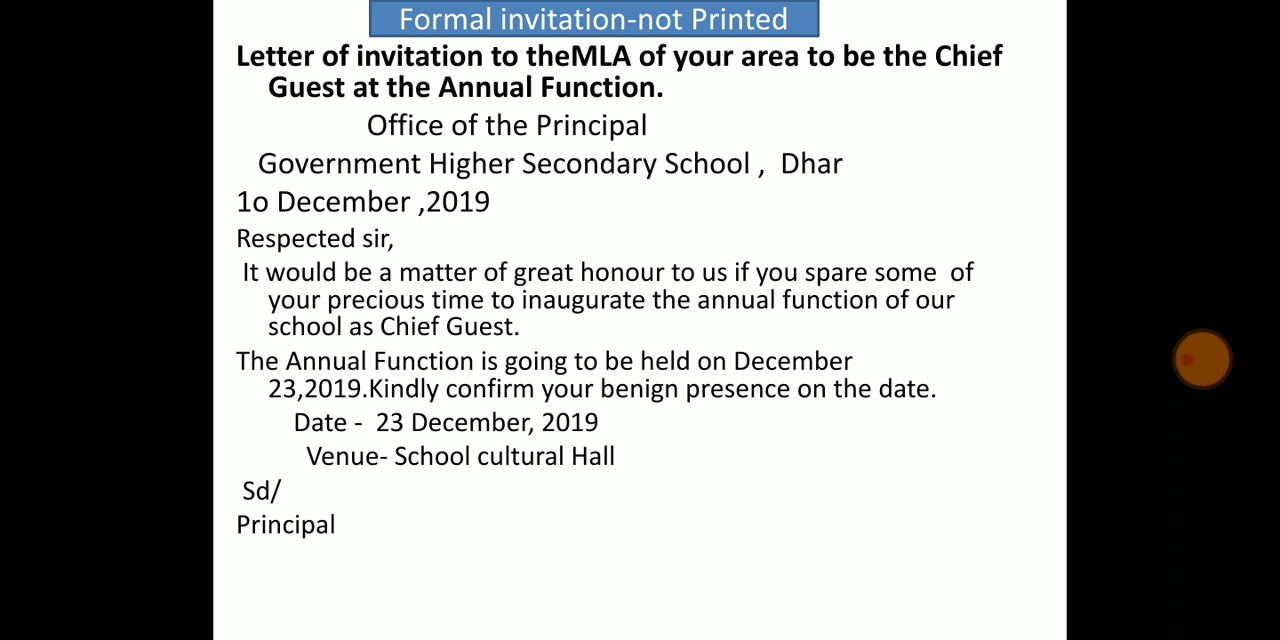 Formal invitation-not Printed
Letter of invitation to theMLA of your area to be the Chief
Guest at the Annual Function.
Office of the Principal
Government Higher Secondary School ,  Dhar
1o December ,2019
Respected sir,
It would be a matter of great honour to us if you spare some  of
your precious time to inaugurate the annual function of our
school as Chief Guest.
The Annual Function is going to be held on December
23,2019.Kindly confirm your benign presence on the date.
Date -  23 December, 2019
Venue- School cultural Hall
Sd/
Principal